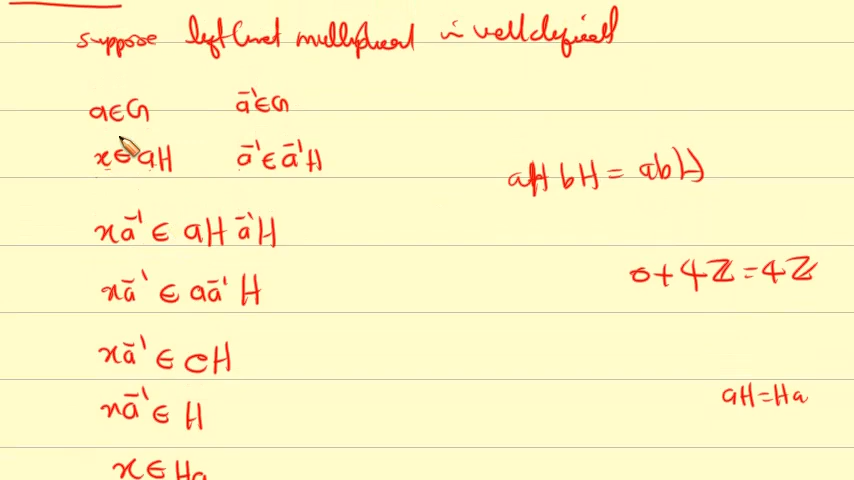 suppose left coset multiplication is well defined
a∈G a⁻¹∈G
x∈aH a⁻¹∈a⁻¹H
aH bH = abH
xa⁻¹ ∈ aH a⁻¹H
0+4Z=4Z
xa⁻¹ ∈ aa⁻¹ H
xa⁻¹ ∈ eH
aH=Ha
xa⁻¹ ∈ H
x∈Ha